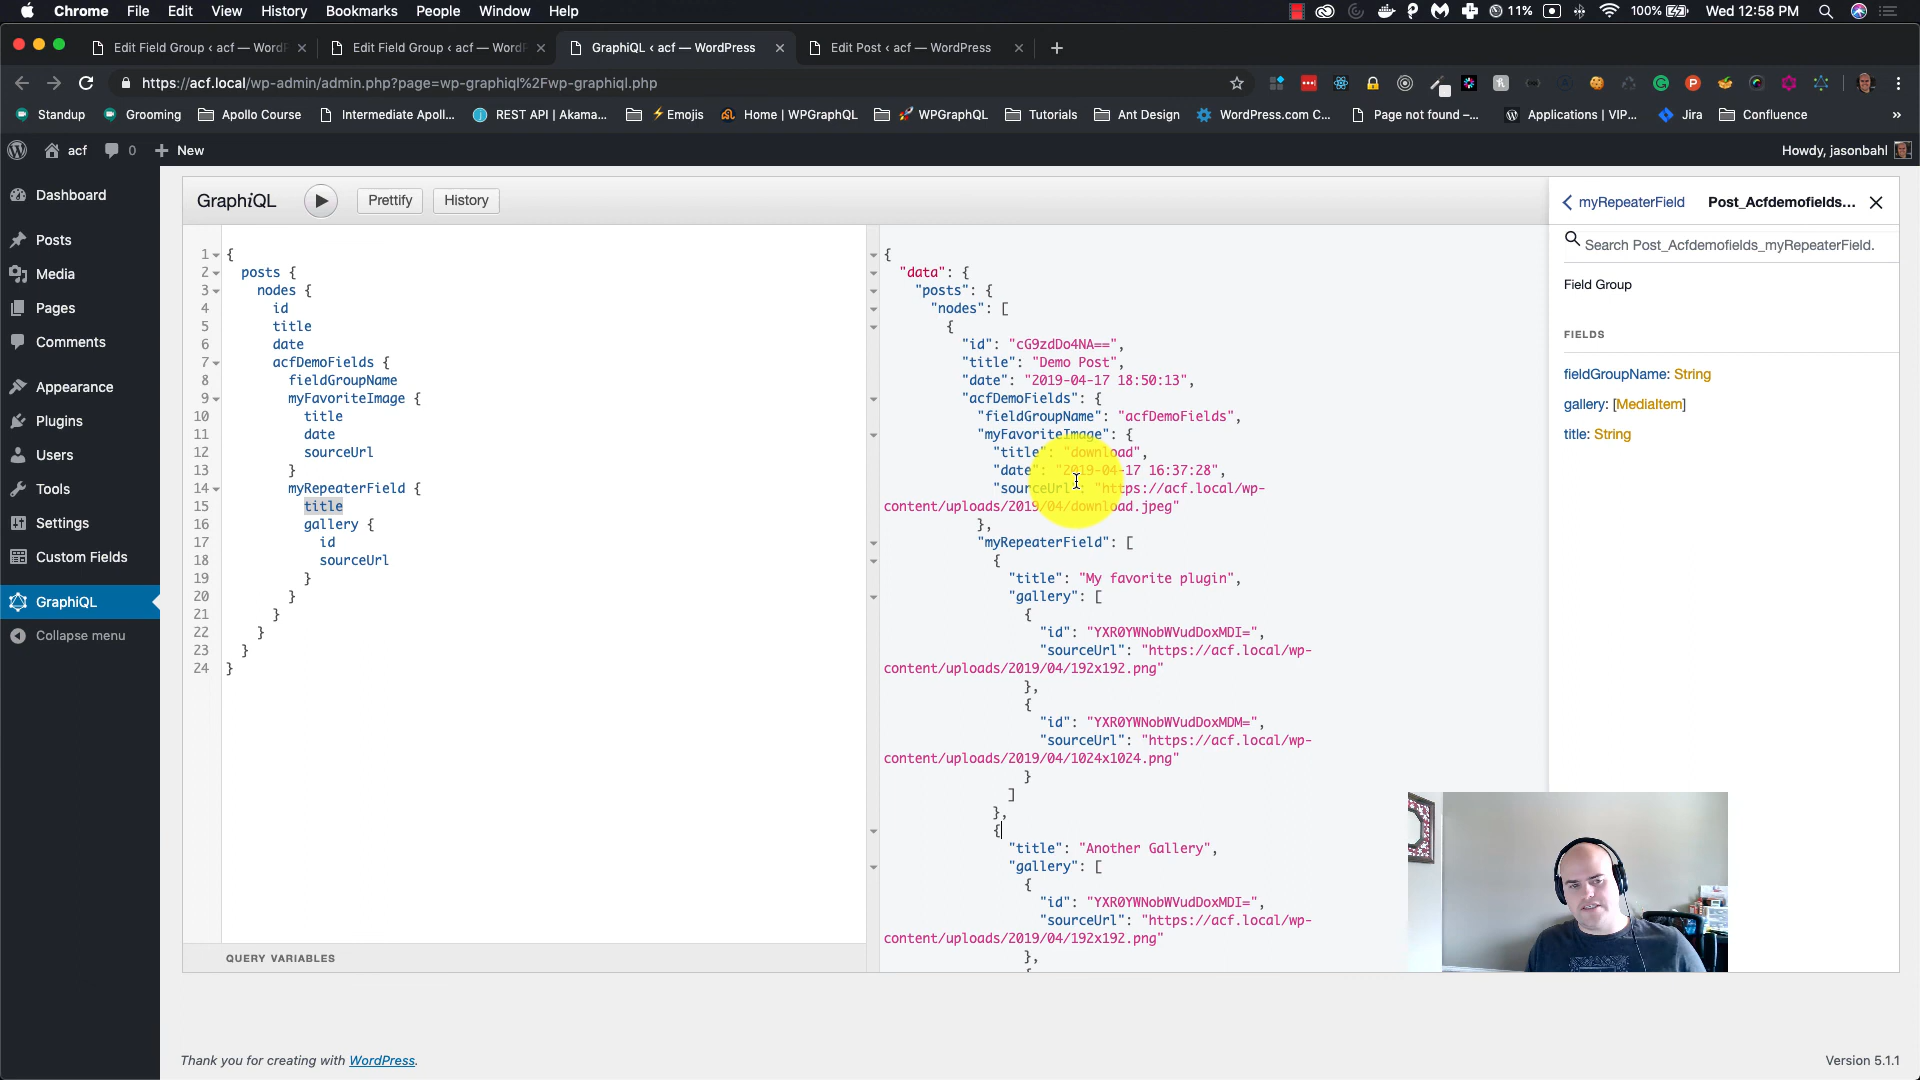 Chrome File Edit View History Bookmarks People Window Help 11% 100% Wed 12:58 PM
Edit Field Group ‹ acf — WordP Edit Field Group ‹ acf — WordP GraphiQL ‹ acf — WordPress Edit Post ‹ acf — WordPress
https://acf.local/wp-admin/admin.php?page=wp-graphiql%2Fwp-graphiql.php
Standup Grooming Apollo Course Intermediate Apoll... REST API | Akama... ⚡Emojis Home | WPGraphQL 🚀 WPGraphQL Tutorials Ant Design WordPress.com C... Page not found –... Applications | VIP... Jira Confluence »
acf 0 New Howdy, jasonbahl
Dashboard
Posts
Media
Pages
Comments
Appearance
Plugins
Users
Tools
Settings
Custom Fields
GraphiQL
Collapse menu
GraphiQL Prettify History
1 {
2 posts {
3 nodes {
4 id
5 title
6 date
7 acfDemoFields {
8 fieldGroupName
9 myFavoriteImage {
10 title
11 date
12 sourceUrl
13 }
14 myRepeaterField {
15 title
16 gallery {
17 id
18 sourceUrl
19 }
20 }
21 }
22 }
23 }
24 }
QUERY VARIABLES
{
"data": {
"posts": {
"nodes": [
{
"id": "cG9zdDo4NA==",
"title": "Demo Post",
"date": "2019-04-17 18:50:13",
"acfDemoFields": {
"fieldGroupName": "acfDemoFields",
"myFavoriteImage": {
"title": "download",
"date": "2019-04-17 16:37:28",
"sourceUrl": "https://acf.local/wp-
content/uploads/2019/04/download.jpeg"
},
"myRepeaterField": [
{
"title": "My favorite plugin",
"gallery": [
{
"id": "YXR0YWNobWVudDoxMDI=",
"sourceUrl": "https://acf.local/wp-
content/uploads/2019/04/192x192.png"
},
{
"id": "YXR0YWNobWVudDoxMDM=",
"sourceUrl": "https://acf.local/wp-
content/uploads/2019/04/1024x1024.png"
}
]
},
{
"title": "Another Gallery",
"gallery": [
{
"id": "YXR0YWNobWVudDoxMDI=",
"sourceUrl": "https://acf.local/wp-
content/uploads/2019/04/192x192.png"
},
{
myRepeaterField Post_Acfdemofields...
Search Post_Acfdemofields_myRepeaterField.
Field Group
FIELDS
fieldGroupName: String
gallery: [MediaItem]
title: String
Thank you for creating with WordPress. Version 5.1.1